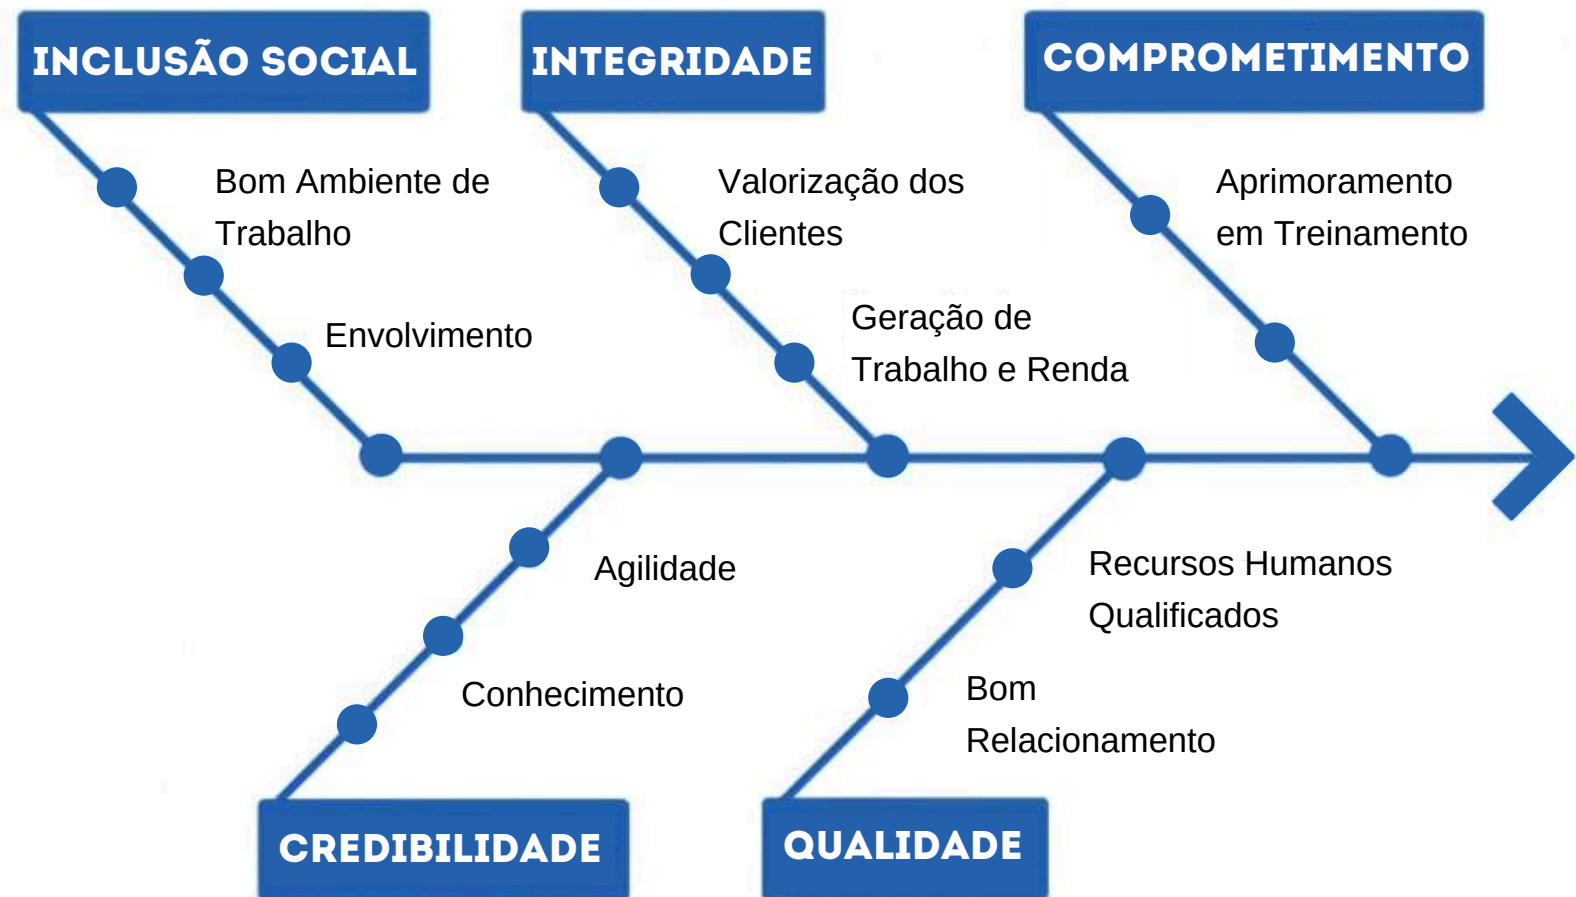 INCLUSÃO SOCIAL
INTEGRIDADE
COMPROMETIMENTO
Bom Ambiente de
Trabalho
Envolvimento
Valorização dos
Clientes
Geração de
Trabalho e Renda
Aprimoramento
em Treinamento
Agilidade
Conhecimento
Recursos Humanos
Qualificados
Bom
Relacionamento
CREDIBILIDADE
QUALIDADE